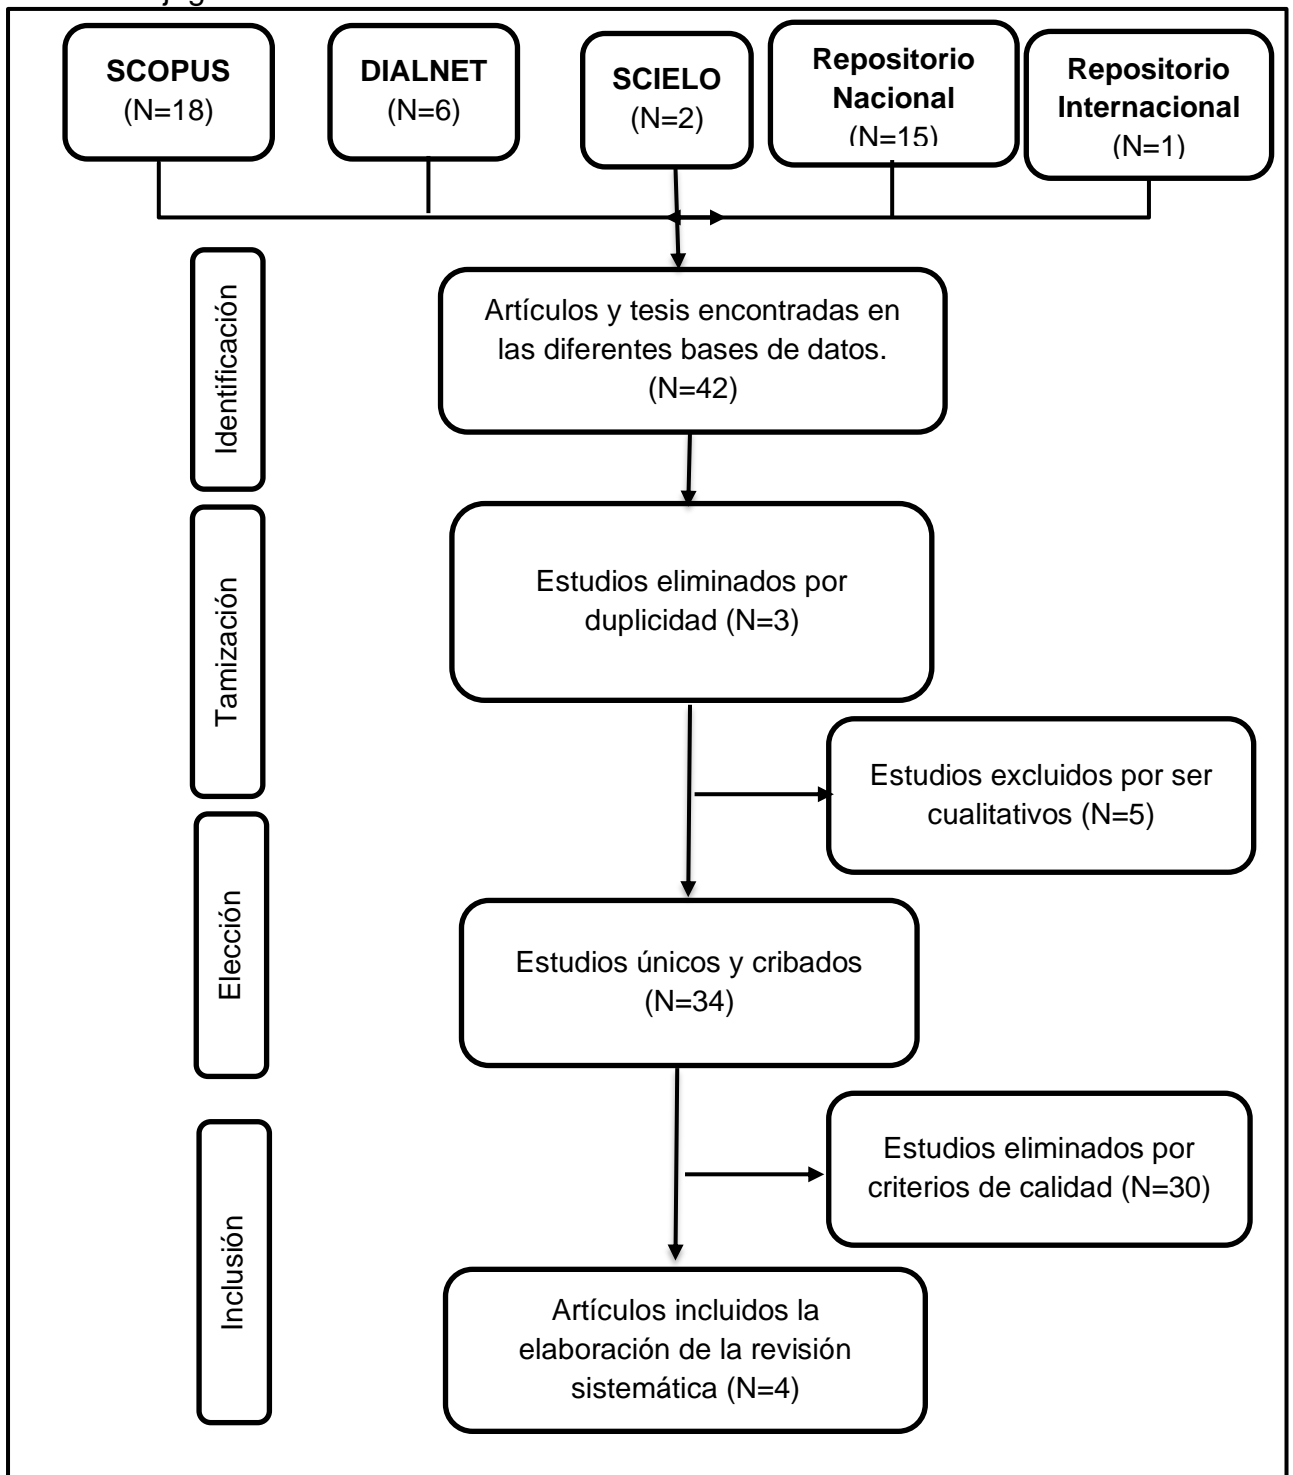 SCOPUS
(N=18)
DIALNET
(N=6)
SCIELO
(N=2)
Repositorio
Nacional
(N=15)
Repositorio
Internacional
(N=1)
Identificación
Artículos y tesis encontradas en
las diferentes bases de datos.
(N=42)
Tamización
Estudios eliminados por
duplicidad (N=3)
Estudios excluidos por ser
cualitativos (N=5)
Elección
Estudios únicos y cribados
(N=34)
Estudios eliminados por
criterios de calidad (N=30)
Inclusión
Artículos incluidos la
elaboración de la revisión
sistemática (N=4)